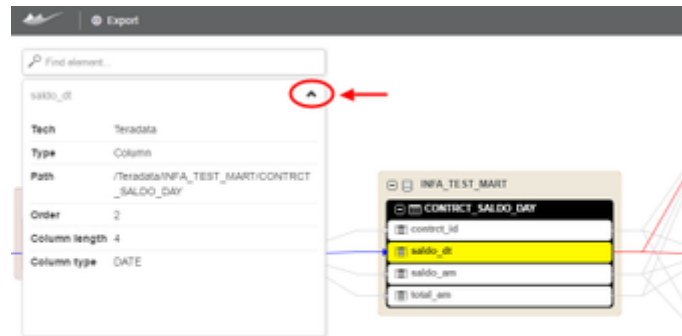 Export
Find element...
saldo_dt
Tech Teradata
Type Column
Path /Teradata/INFA_TEST_MART/CONTRCT
_SALDO_DAY
Order 2
Column length 4
Column type DATE
INFA_TEST_MART
CONTRCT_SALDO_DAY
contrct_id
saldo_dt
saldo_am
total_am